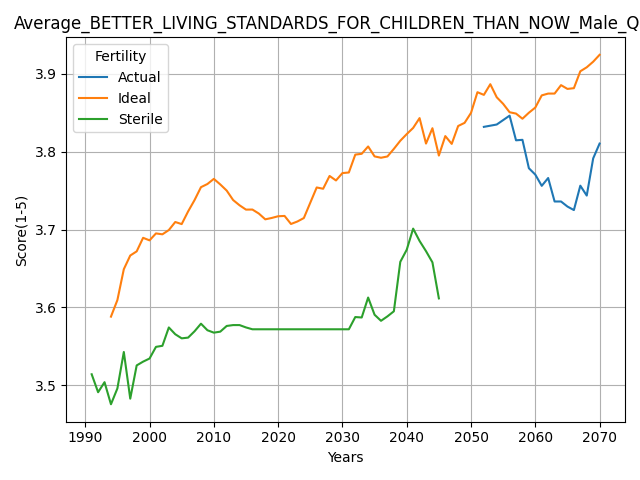 Average_BETTER_LIVING_STANDARDS_FOR_CHILDREN_THAN_NOW_Male_Q
Fertility
Actual
Ideal
Sterile
Score(1-5)
3.9
3.8
3.7
3.6
3.5
1990 2000 2010 2020 2030 2040 2050 2060 2070
Years